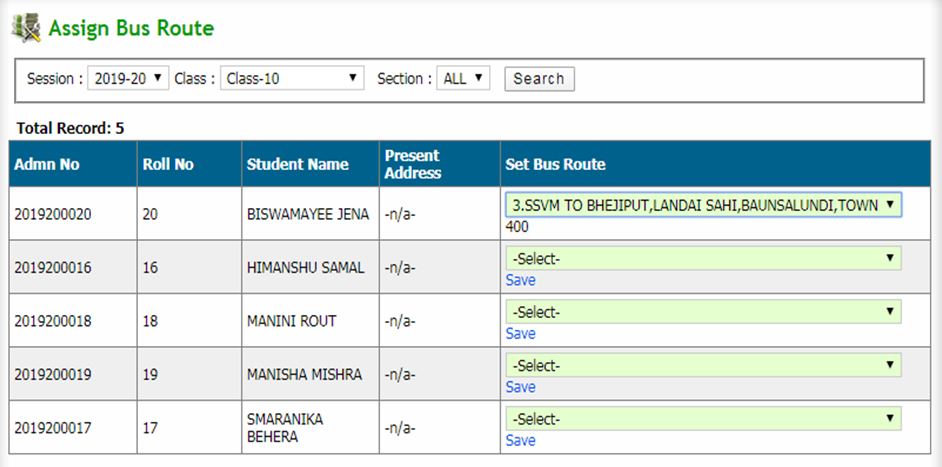 Assign Bus Route
Session : 2019-20 Class : Class-10 Section : ALL Search
Total Record: 5
Admn No Roll No Student Name Present Address Set Bus Route
2019200020 20 BISWAMAYEE JENA -n/a- 3.SSVM TO BHEJIPUT,LANDAI SAHI,BAUNSALUNDI,TOWN
400
2019200016 16 HIMANSHU SAMAL -n/a- -Select-
Save
2019200018 18 MANINI ROUT -n/a- -Select-
Save
2019200019 19 MANISHA MISHRA -n/a- -Select-
Save
2019200017 17 SMARANIKA BEHERA -n/a- -Select-
Save